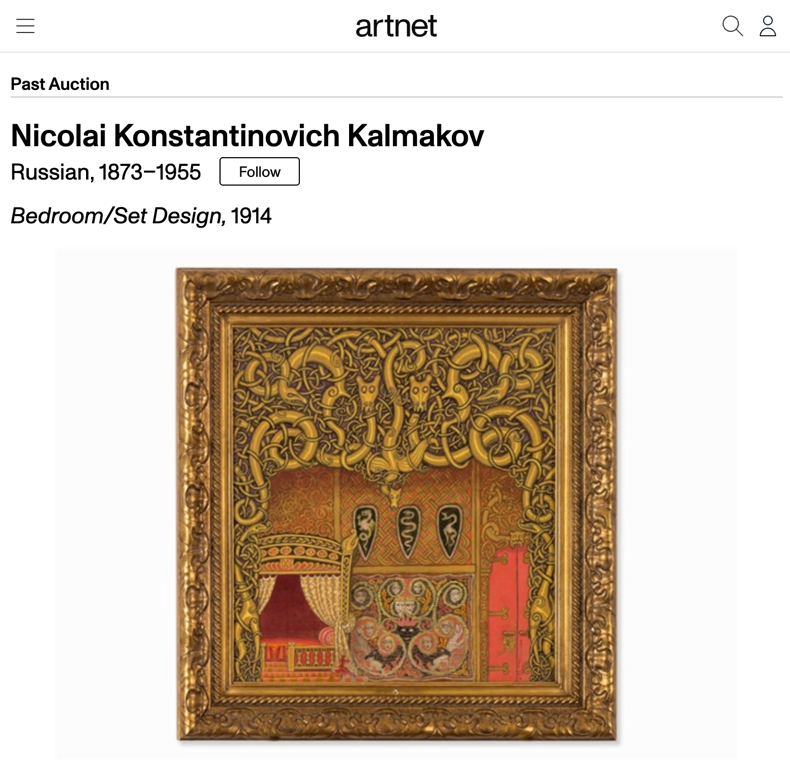 artnet
Past Auction
Nicolai Konstantinovich Kalmakov
Russian, 1873–1955 Follow
Bedroom/Set Design, 1914